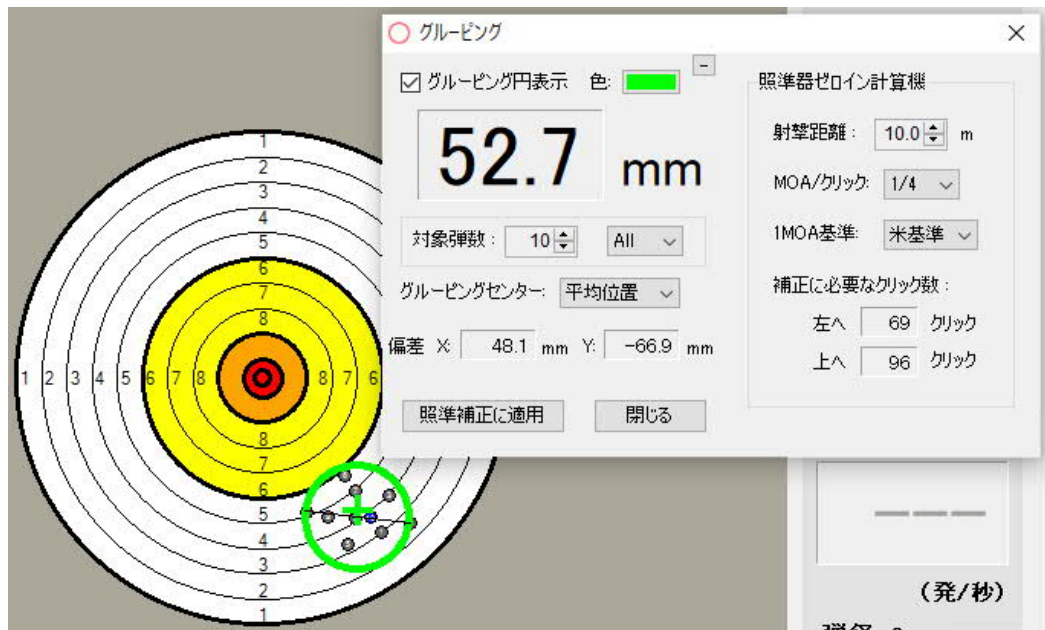 グルーピング
グルーピング円表示 色:
−
52.7 mm
対象弾数： 10 All
グルーピングセンター: 平均位置
偏差 X: 48.1 mm Y: −66.9 mm
照準補正に適用 閉じる
照準器ゼロイン計算機
射撃距離： 10.0 m
MOA/クリック: 1/4
1MOA基準: 米基準
補正に必要なクリック数：
左へ 69 クリック
上へ 96 クリック
1
2
3
4
5
6
7
8
1 2 3 4 5 6 7 8 8 7 6
8
7
6
5
4
3
2
1
−−−
(発/秒)